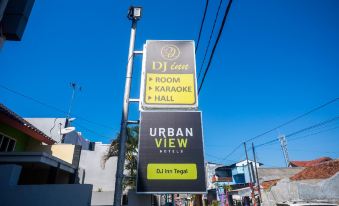 DJ inn
ROOM
KARAOKE
HALL
URBAN
VIEW
HOTELS
DJ Inn Tegal